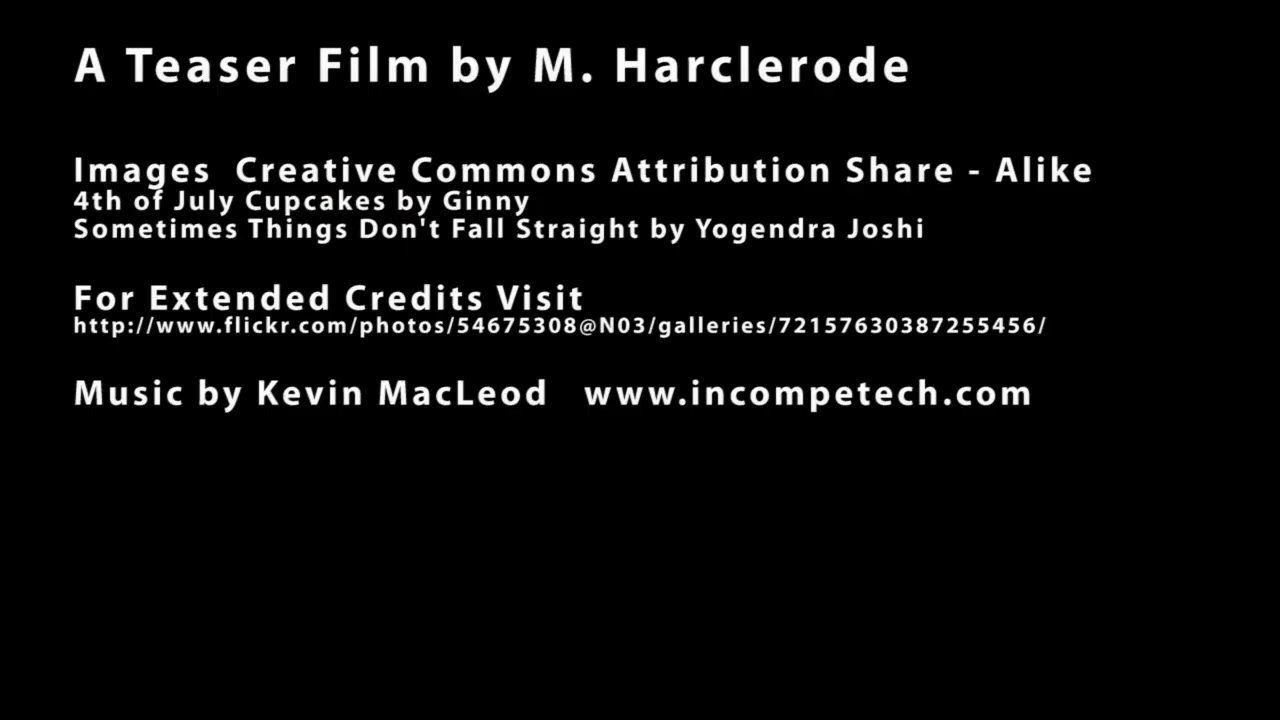 A Teaser Film by M. Harclerode
Images Creative Commons Attribution Share - Alike
4th of July Cupcakes by Ginny
Sometimes Things Don't Fall Straight by Yogendra Joshi
For Extended Credits Visit
http://www.flickr.com/photos/54675308@N03/galleries/72157630387255456/
Music by Kevin MacLeod www.incompetech.com